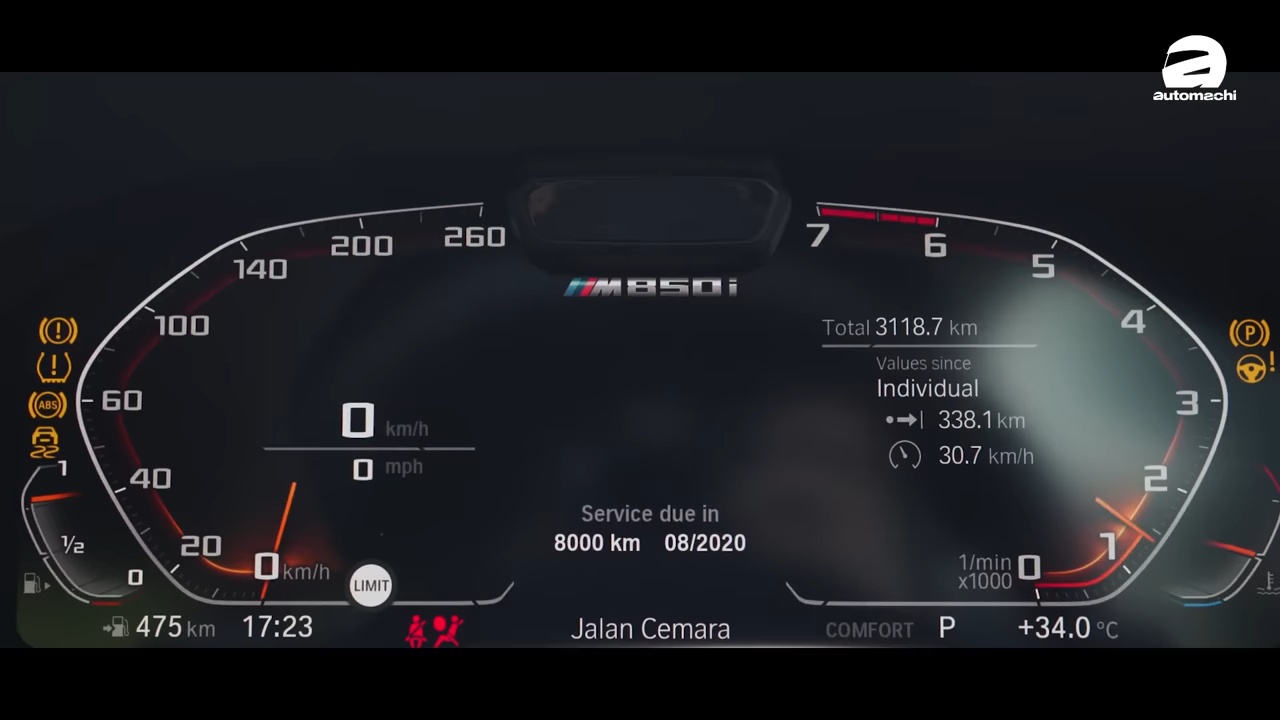 automachi
260
200
140
100
60
40
20
0 km/h
7
6
5
4
3
2
1
0
1/min
x1000
M850i
Total 3118.7 km
Values since
Individual
338.1 km
30.7 km/h
0 km/h
0 mph
Service due in
8000 km 08/2020
LIMIT
ABS
P
1
1/2
0
475 km 17:23
Jalan Cemara
COMFORT P +34.0 °C